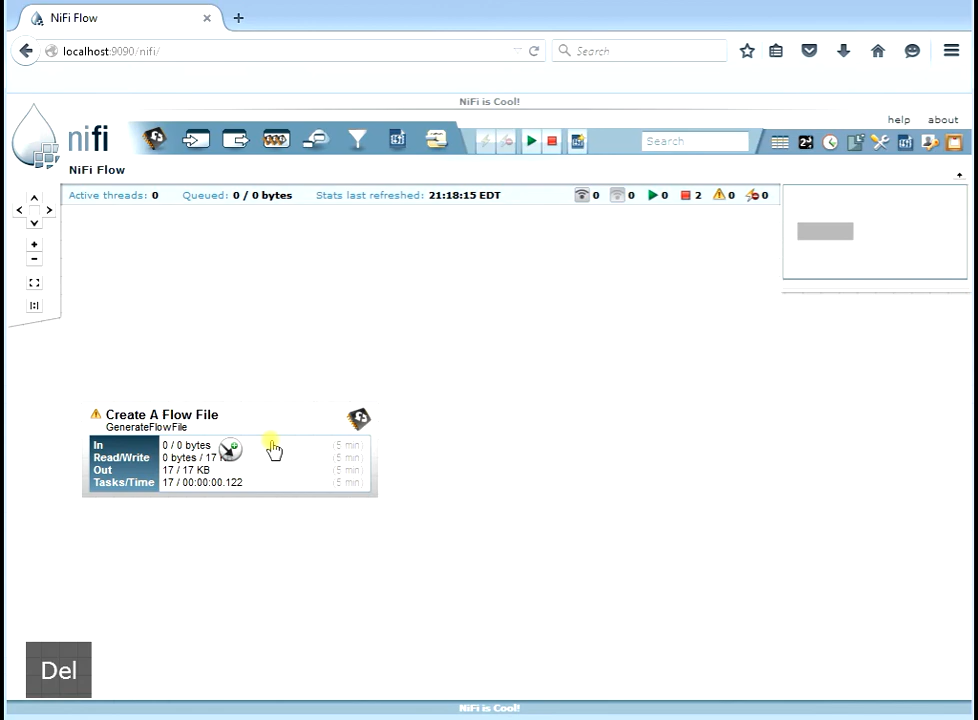 NiFi Flow
localhost:9090/nifi/
Search
NiFi is Cool!
nifi
help about
Search
NiFi Flow
Active threads: 0 Queued: 0 / 0 bytes Stats last refreshed: 21:18:15 EDT 0 0 0 2 0 0
Create A Flow File
GenerateFlowFile
In 0 / 0 bytes (5 min)
Read/Write 0 bytes / 17 (5 min)
Out 17 / 17 KB (5 min)
Tasks/Time 17 / 00:00:00.122 (5 min)
Del
NiFi is Cool!